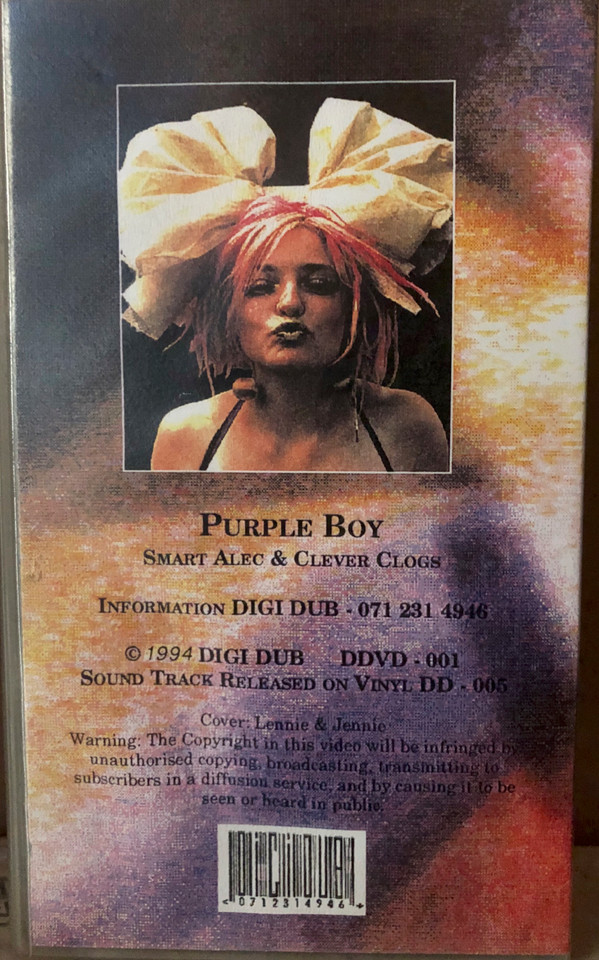 PURPLE BOY
SMART ALEC & CLEVER CLOGS
INFORMATION DIGI DUB - 071 231 4946
© 1994 DIGI DUB DDVD - 001
SOUND TRACK RELEASED ON VINYL DD - 005
Cover: Lennie & Jennie
Warning: The Copyright in this video will be infringed by
unauthorised copying, broadcasting, transmitting to
subscribers in a diffusion service, and by causing it to be
seen or heard in public.
DIGIDUB
<0712314946+